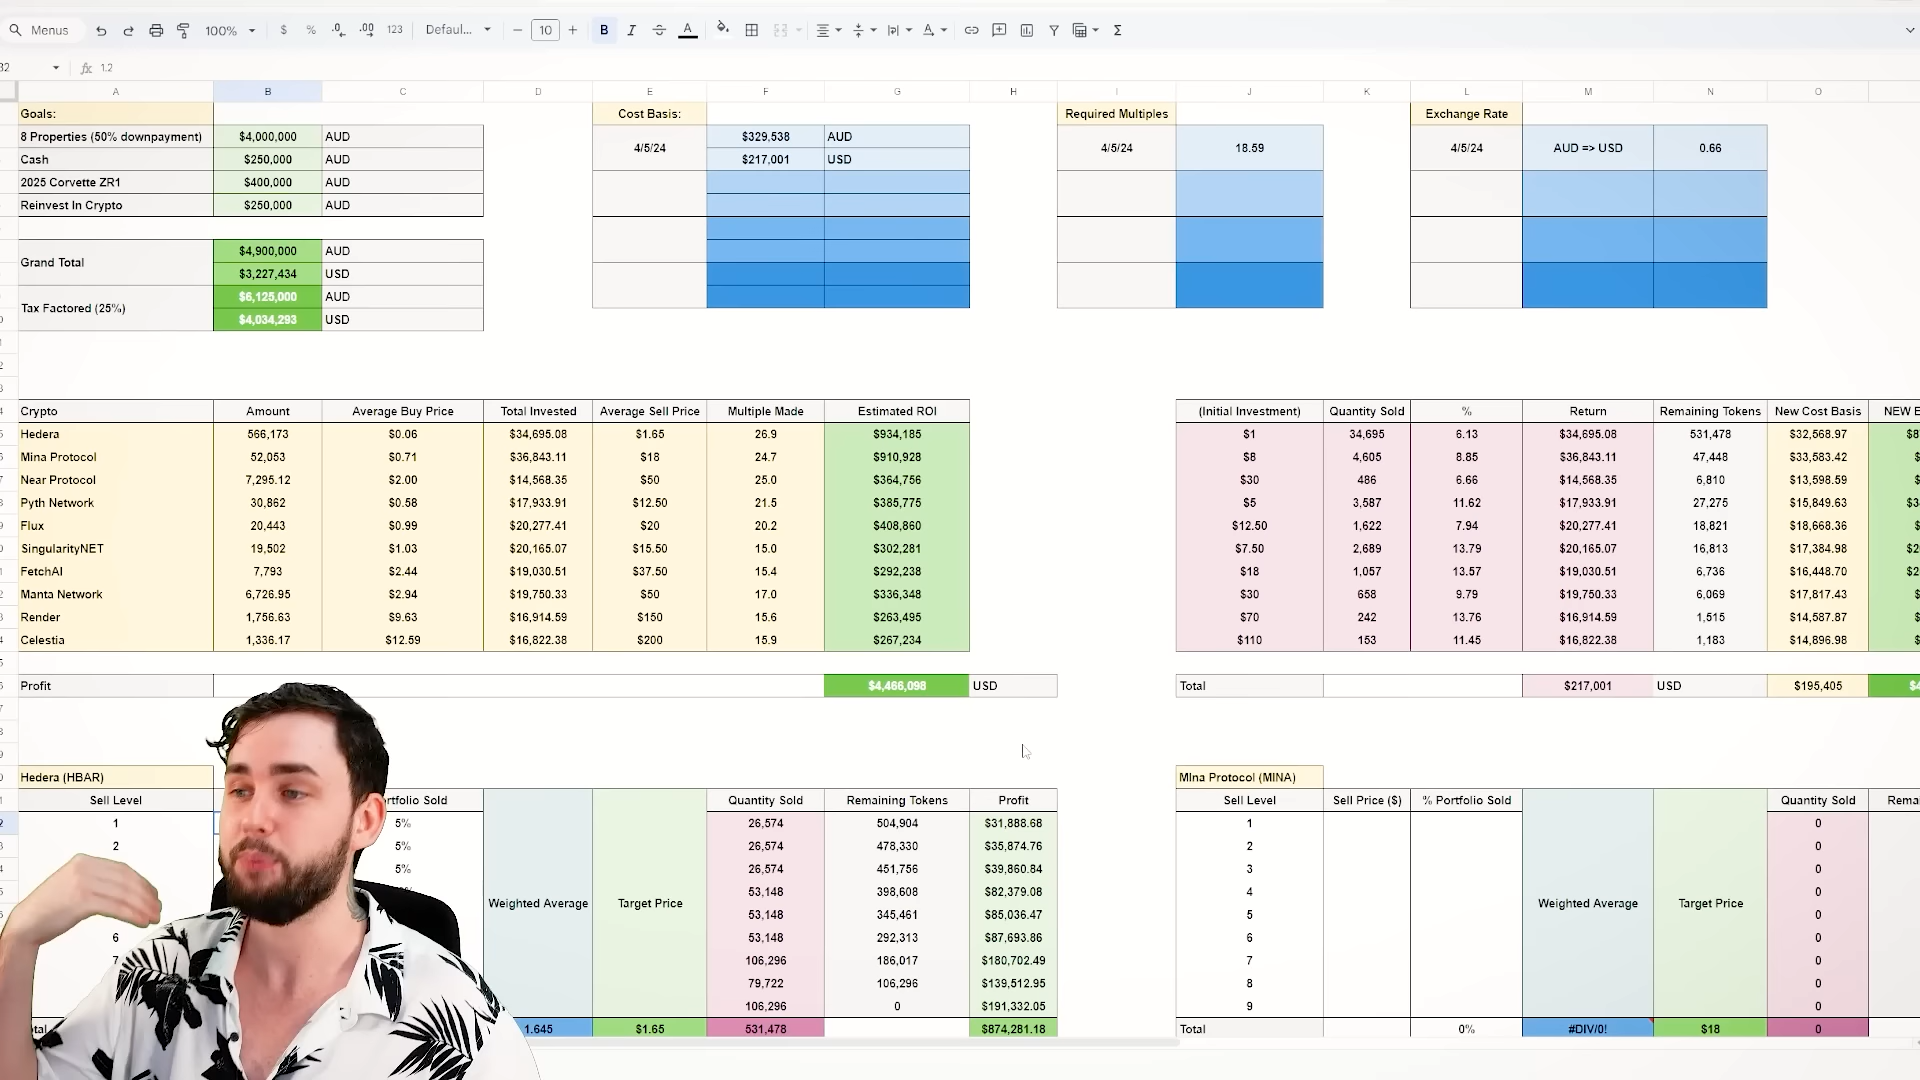 Menus 100% $ % .0 .00 123 Defaul... 10 B I A Σ
32 fx 1.2
A B C D E F G H I J K L M N O
Goals: Cost Basis: Required Multiples Exchange Rate
8 Properties (50% downpayment) $4,000,000 AUD 4/5/24 $329,538 AUD 4/5/24 18.59 4/5/24 AUD => USD 0.66
Cash $250,000 AUD $217,001 USD
2025 Corvette ZR1 $400,000 AUD
Reinvest In Crypto $250,000 AUD
Grand Total $4,900,000 AUD
$3,227,434 USD
Tax Factored (25%) $6,125,000 AUD
$4,034,293 USD
Crypto Amount Average Buy Price Total Invested Average Sell Price Multiple Made Estimated ROI (Initial Investment) Quantity Sold % Return Remaining Tokens New Cost Basis NEW E
Hedera 566,173 $0.06 $34,695.08 $1.65 26.9 $934,185 $1 34,695 6.13 $34,695.08 531,478 $32,568.97 $8
Mina Protocol 52,053 $0.71 $36,843.11 $18 24.7 $910,928 $8 4,605 8.85 $36,843.11 47,448 $33,583.42 $
Near Protocol 7,295.12 $2.00 $14,568.35 $50 25.0 $364,756 $30 486 6.66 $14,568.35 6,810 $13,598.59 $
Pyth Network 30,862 $0.58 $17,933.91 $12.50 21.5 $385,775 $5 3,587 11.62 $17,933.91 27,275 $15,849.63 $3
Flux 20,443 $0.99 $20,277.41 $20 20.2 $408,860 $12.50 1,622 7.94 $20,277.41 18,821 $18,668.36 $
SingularityNET 19,502 $1.03 $20,165.07 $15.50 15.0 $302,281 $7.50 2,689 13.79 $20,165.07 16,813 $17,384.98 $2
FetchAI 7,793 $2.44 $19,030.51 $37.50 15.4 $292,238 $18 1,057 13.57 $19,030.51 6,736 $16,448.70 $2
Manta Network 6,726.95 $2.94 $19,750.33 $50 17.0 $336,348 $30 658 9.79 $19,750.33 6,069 $17,817.43 $
Render 1,756.63 $9.63 $16,914.59 $150 15.6 $263,495 $70 242 13.76 $16,914.59 1,515 $14,587.87 $
Celestia 1,336.17 $12.59 $16,822.38 $200 15.9 $267,234 $110 153 11.45 $16,822.38 1,183 $14,896.98 $
Profit $4,466,098 USD Total $217,001 USD $195,405 $4
Hedera (HBAR) MIna Protocol (MINA)
Sell Level rtfolio Sold Weighted Average Target Price Quantity Sold Remaining Tokens Profit Sell Level Sell Price ($) % Portfolio Sold Weighted Average Target Price Quantity Sold Rema
1 5% 26,574 504,904 $31,888.68 1 0
2 5% 26,574 478,330 $35,874.76 2 0
5% 26,574 451,756 $39,860.84 3 0
53,148 398,608 $82,379.08 4 0
53,148 345,461 $85,036.47 5 0
6 53,148 292,313 $87,693.86 6 0
7 106,296 186,017 $180,702.49 7 0
79,722 106,296 $139,512.95 8 0
106,296 0 $191,332.05 9 0
1.645 $1.65 531,478 $874,281.18 Total 0% #DIV/0! $18 0